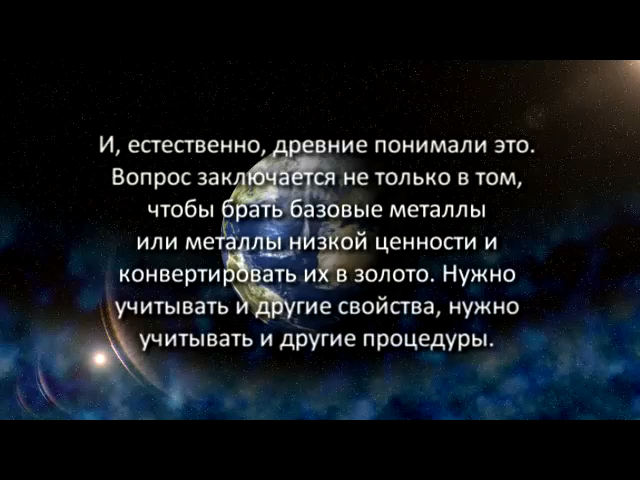 И, естественно, древние понимали это.
Вопрос заключается не только в том,
чтобы брать базовые металлы
или металлы низкой ценности и
конвертировать их в золото. Нужно
учитывать и другие свойства, нужно
учитывать и другие процедуры.